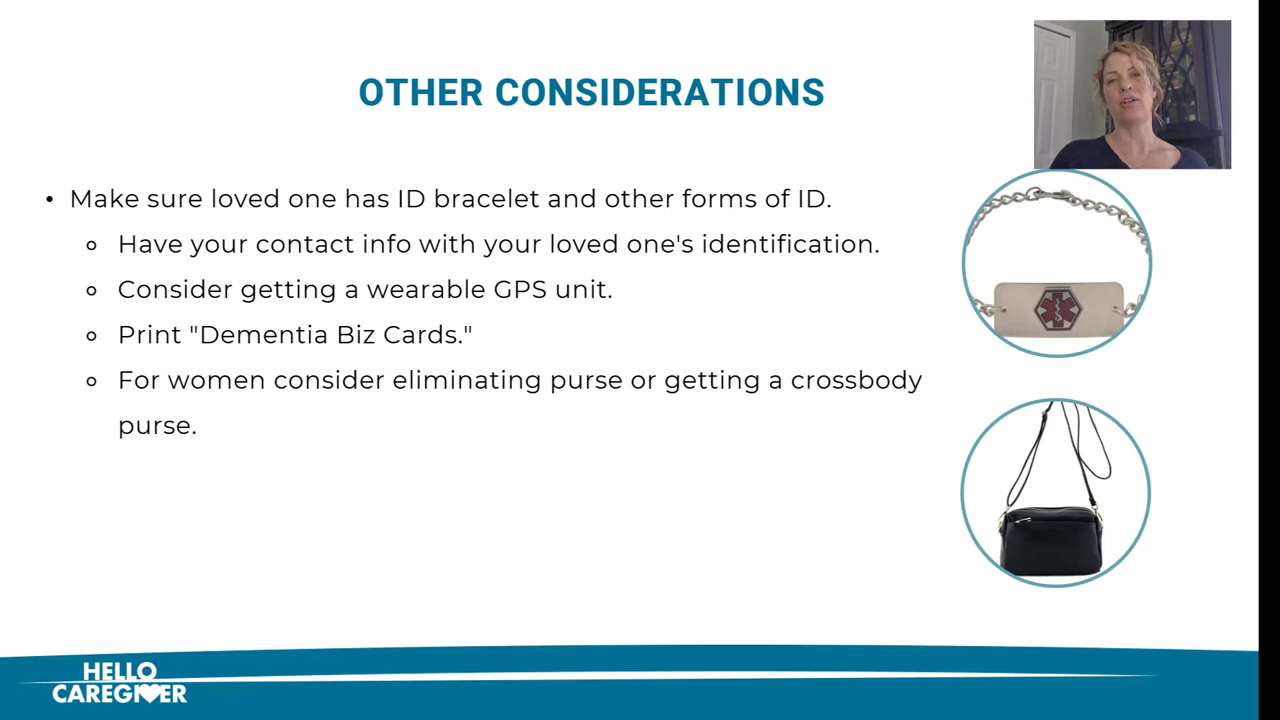 OTHER CONSIDERATIONS
• Make sure loved one has ID bracelet and other forms of ID.
o Have your contact info with your loved one's identification.
o Consider getting a wearable GPS unit.
o Print "Dementia Biz Cards."
o For women consider eliminating purse or getting a crossbody
purse.
HELLO
CAREGIVER